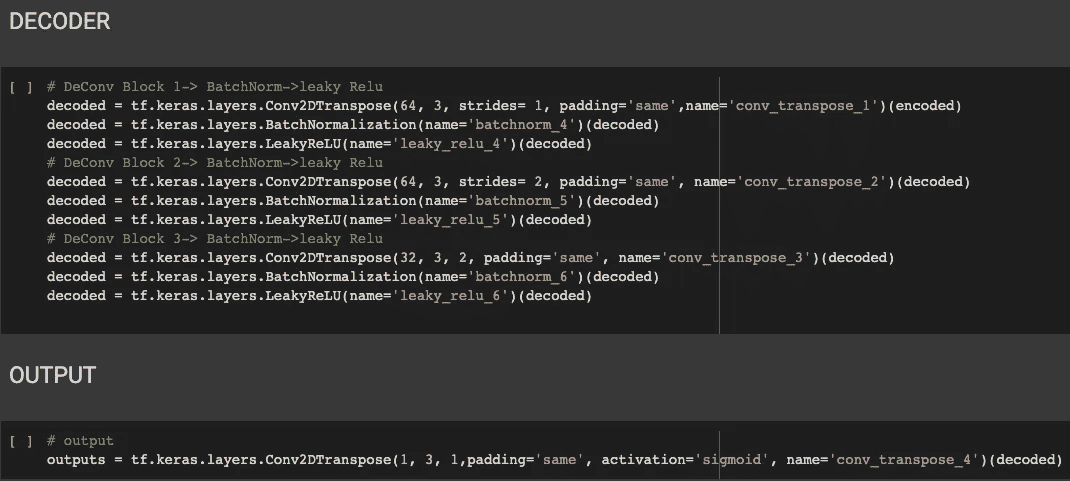 DECODER
[ ] # DeConv Block 1-> BatchNorm->leaky Relu
decoded = tf.keras.layers.Conv2DTranspose(64, 3, strides= 1, padding='same',name='conv_transpose_1')(encoded)
decoded = tf.keras.layers.BatchNormalization(name='batchnorm_4')(decoded)
decoded = tf.keras.layers.LeakyReLU(name='leaky_relu_4')(decoded)
# DeConv Block 2-> BatchNorm->leaky Relu
decoded = tf.keras.layers.Conv2DTranspose(64, 3, strides= 2, padding='same', name='conv_transpose_2')(decoded)
decoded = tf.keras.layers.BatchNormalization(name='batchnorm_5')(decoded)
decoded = tf.keras.layers.LeakyReLU(name='leaky_relu_5')(decoded)
# DeConv Block 3-> BatchNorm->leaky Relu
decoded = tf.keras.layers.Conv2DTranspose(32, 3, 2, padding='same', name='conv_transpose_3')(decoded)
decoded = tf.keras.layers.BatchNormalization(name='batchnorm_6')(decoded)
decoded = tf.keras.layers.LeakyReLU(name='leaky_relu_6')(decoded)
OUTPUT
[ ] # output
outputs = tf.keras.layers.Conv2DTranspose(1, 3, 1,padding='same', activation='sigmoid', name='conv_transpose_4')(decoded)